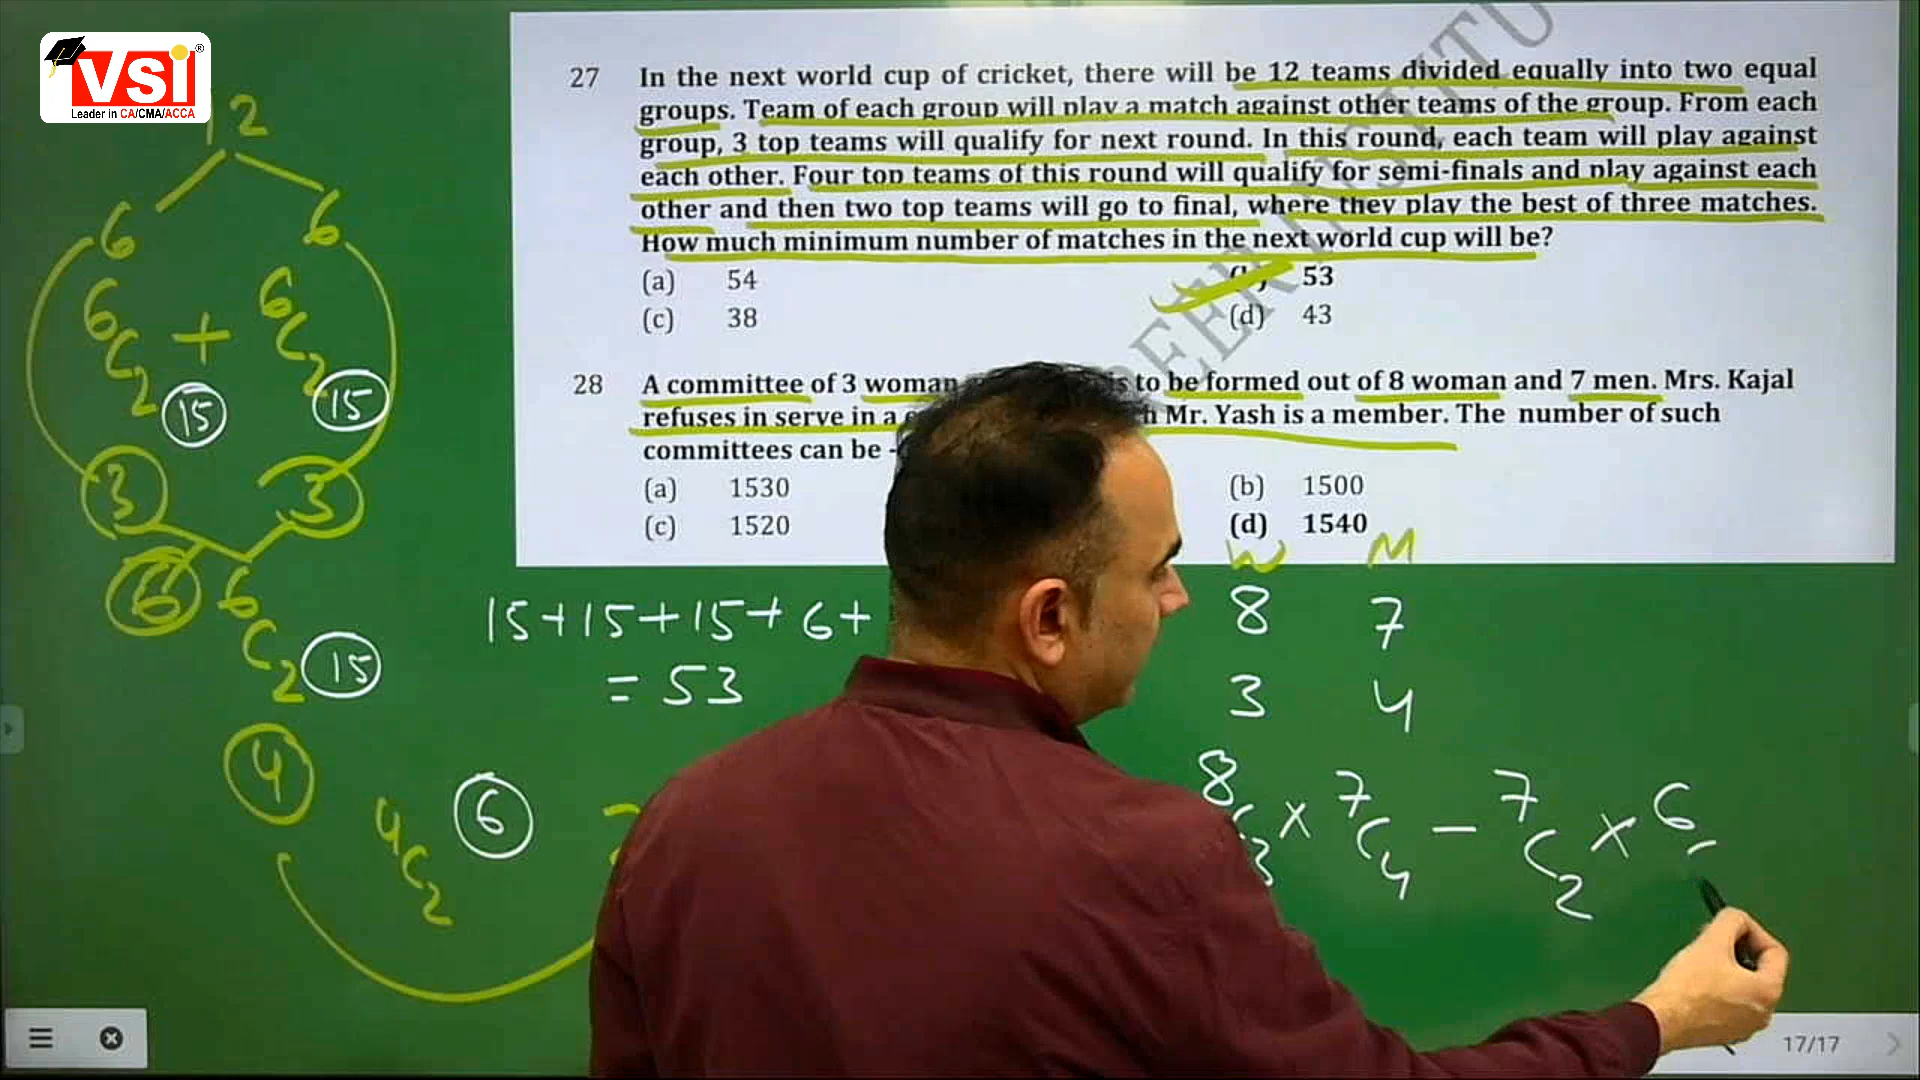 VSI®
Leader in CA/CMA/ACCA
27 In the next world cup of cricket, there will be 12 teams divided equally into two equal
groups. Team of each group will play a match against other teams of the group. From each
group, 3 top teams will qualify for next round. In this round, each team will play against
each other. Four top teams of this round will qualify for semi-finals and play against each
other and then two top teams will go to final, where they play the best of three matches.
How much minimum number of matches in the next world cup will be?
(a) 54 53
(c) 38 (d) 43
28 A committee of 3 woman to be formed out of 8 woman and 7 men. Mrs. Kajal
refuses in serve in a Mr. Yash is a member. The number of such
committees can be -
(a) 1530 (b) 1500
(c) 1520 (d) 1540
12
6 6
6C2 + 6C2
15 15
3 3
6 6C2 15
4
4C2 6
15+15+15+6+
= 53
W M
8 7
3 4
8C3 × 7C4 − 7C2 × 6
17/17